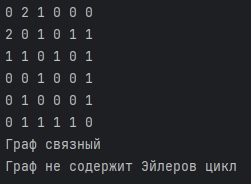 0 2 1 0 0 0
2 0 1 0 1 1
1 1 0 1 0 1
0 0 1 0 0 1
0 1 0 0 0 1
0 1 1 1 1 0
Граф связный
Граф не содержит Эйлеров цикл